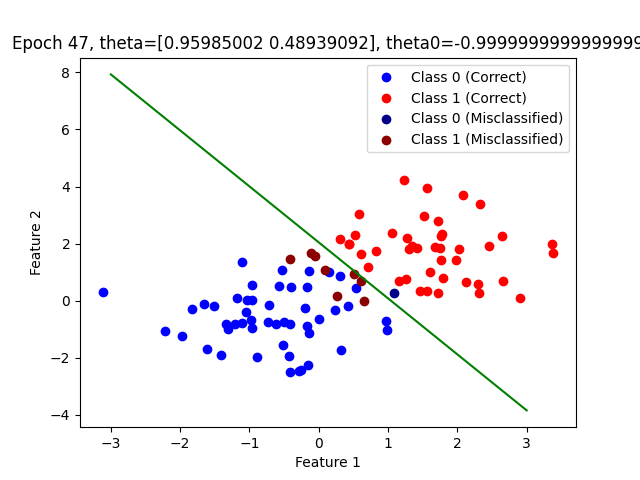 Epoch 47, theta=[0.95985002 0.48939092], theta0=-0.9999999999999999
8
6
4
2
0
−2
−4
Feature 2
Class 0 (Correct)
Class 1 (Correct)
Class 0 (Misclassified)
Class 1 (Misclassified)
−3 −2 −1 0 1 2 3
Feature 1